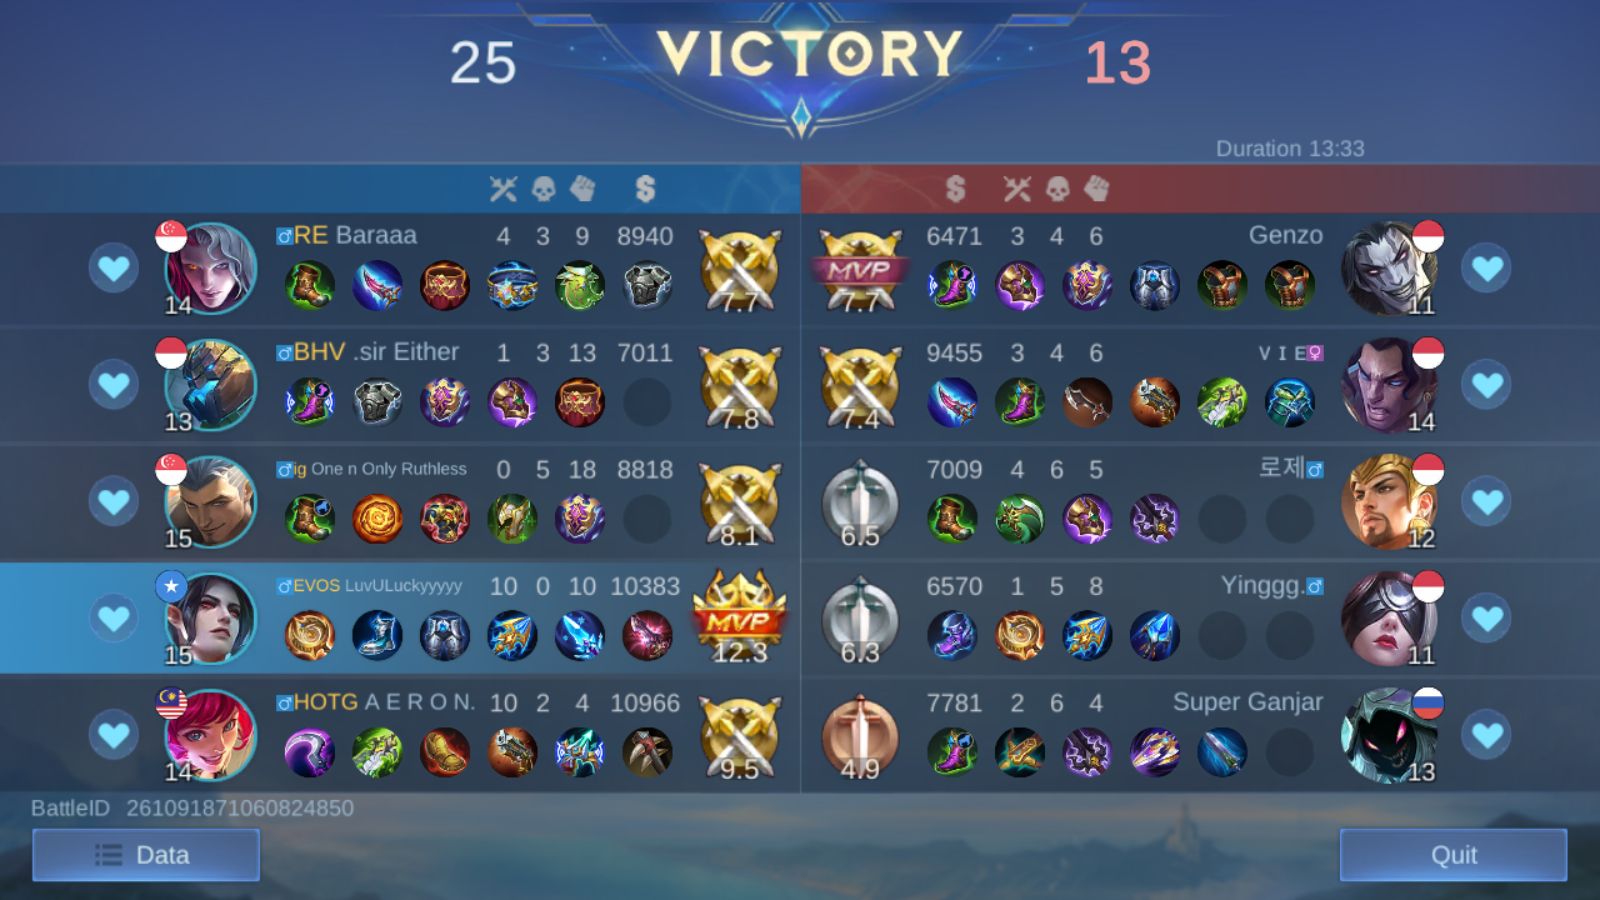 25 VICTORY 13
Duration 13:33
RE Baraaa 4 3 9 8940
14 7.7
MVP 6471 3 4 6 Genzo
7.7 11
BHV .sir Either 1 3 13 7011
13 7.8
9455 3 4 6 V I E
7.4 14
ig One n Only Ruthless 0 5 18 8818
15 8.1
7009 4 6 5 로제
6.5 12
EVOS LuvULuckyyyyy 10 0 10 10383
MVP
15 12.3
6570 1 5 8 Yinggg.
6.3 11
HOTG A E R O N. 10 2 4 10966
14 9.5
7781 2 6 4 Super Ganjar
4.9 13
BattleID 261091871060824850
Data
Quit